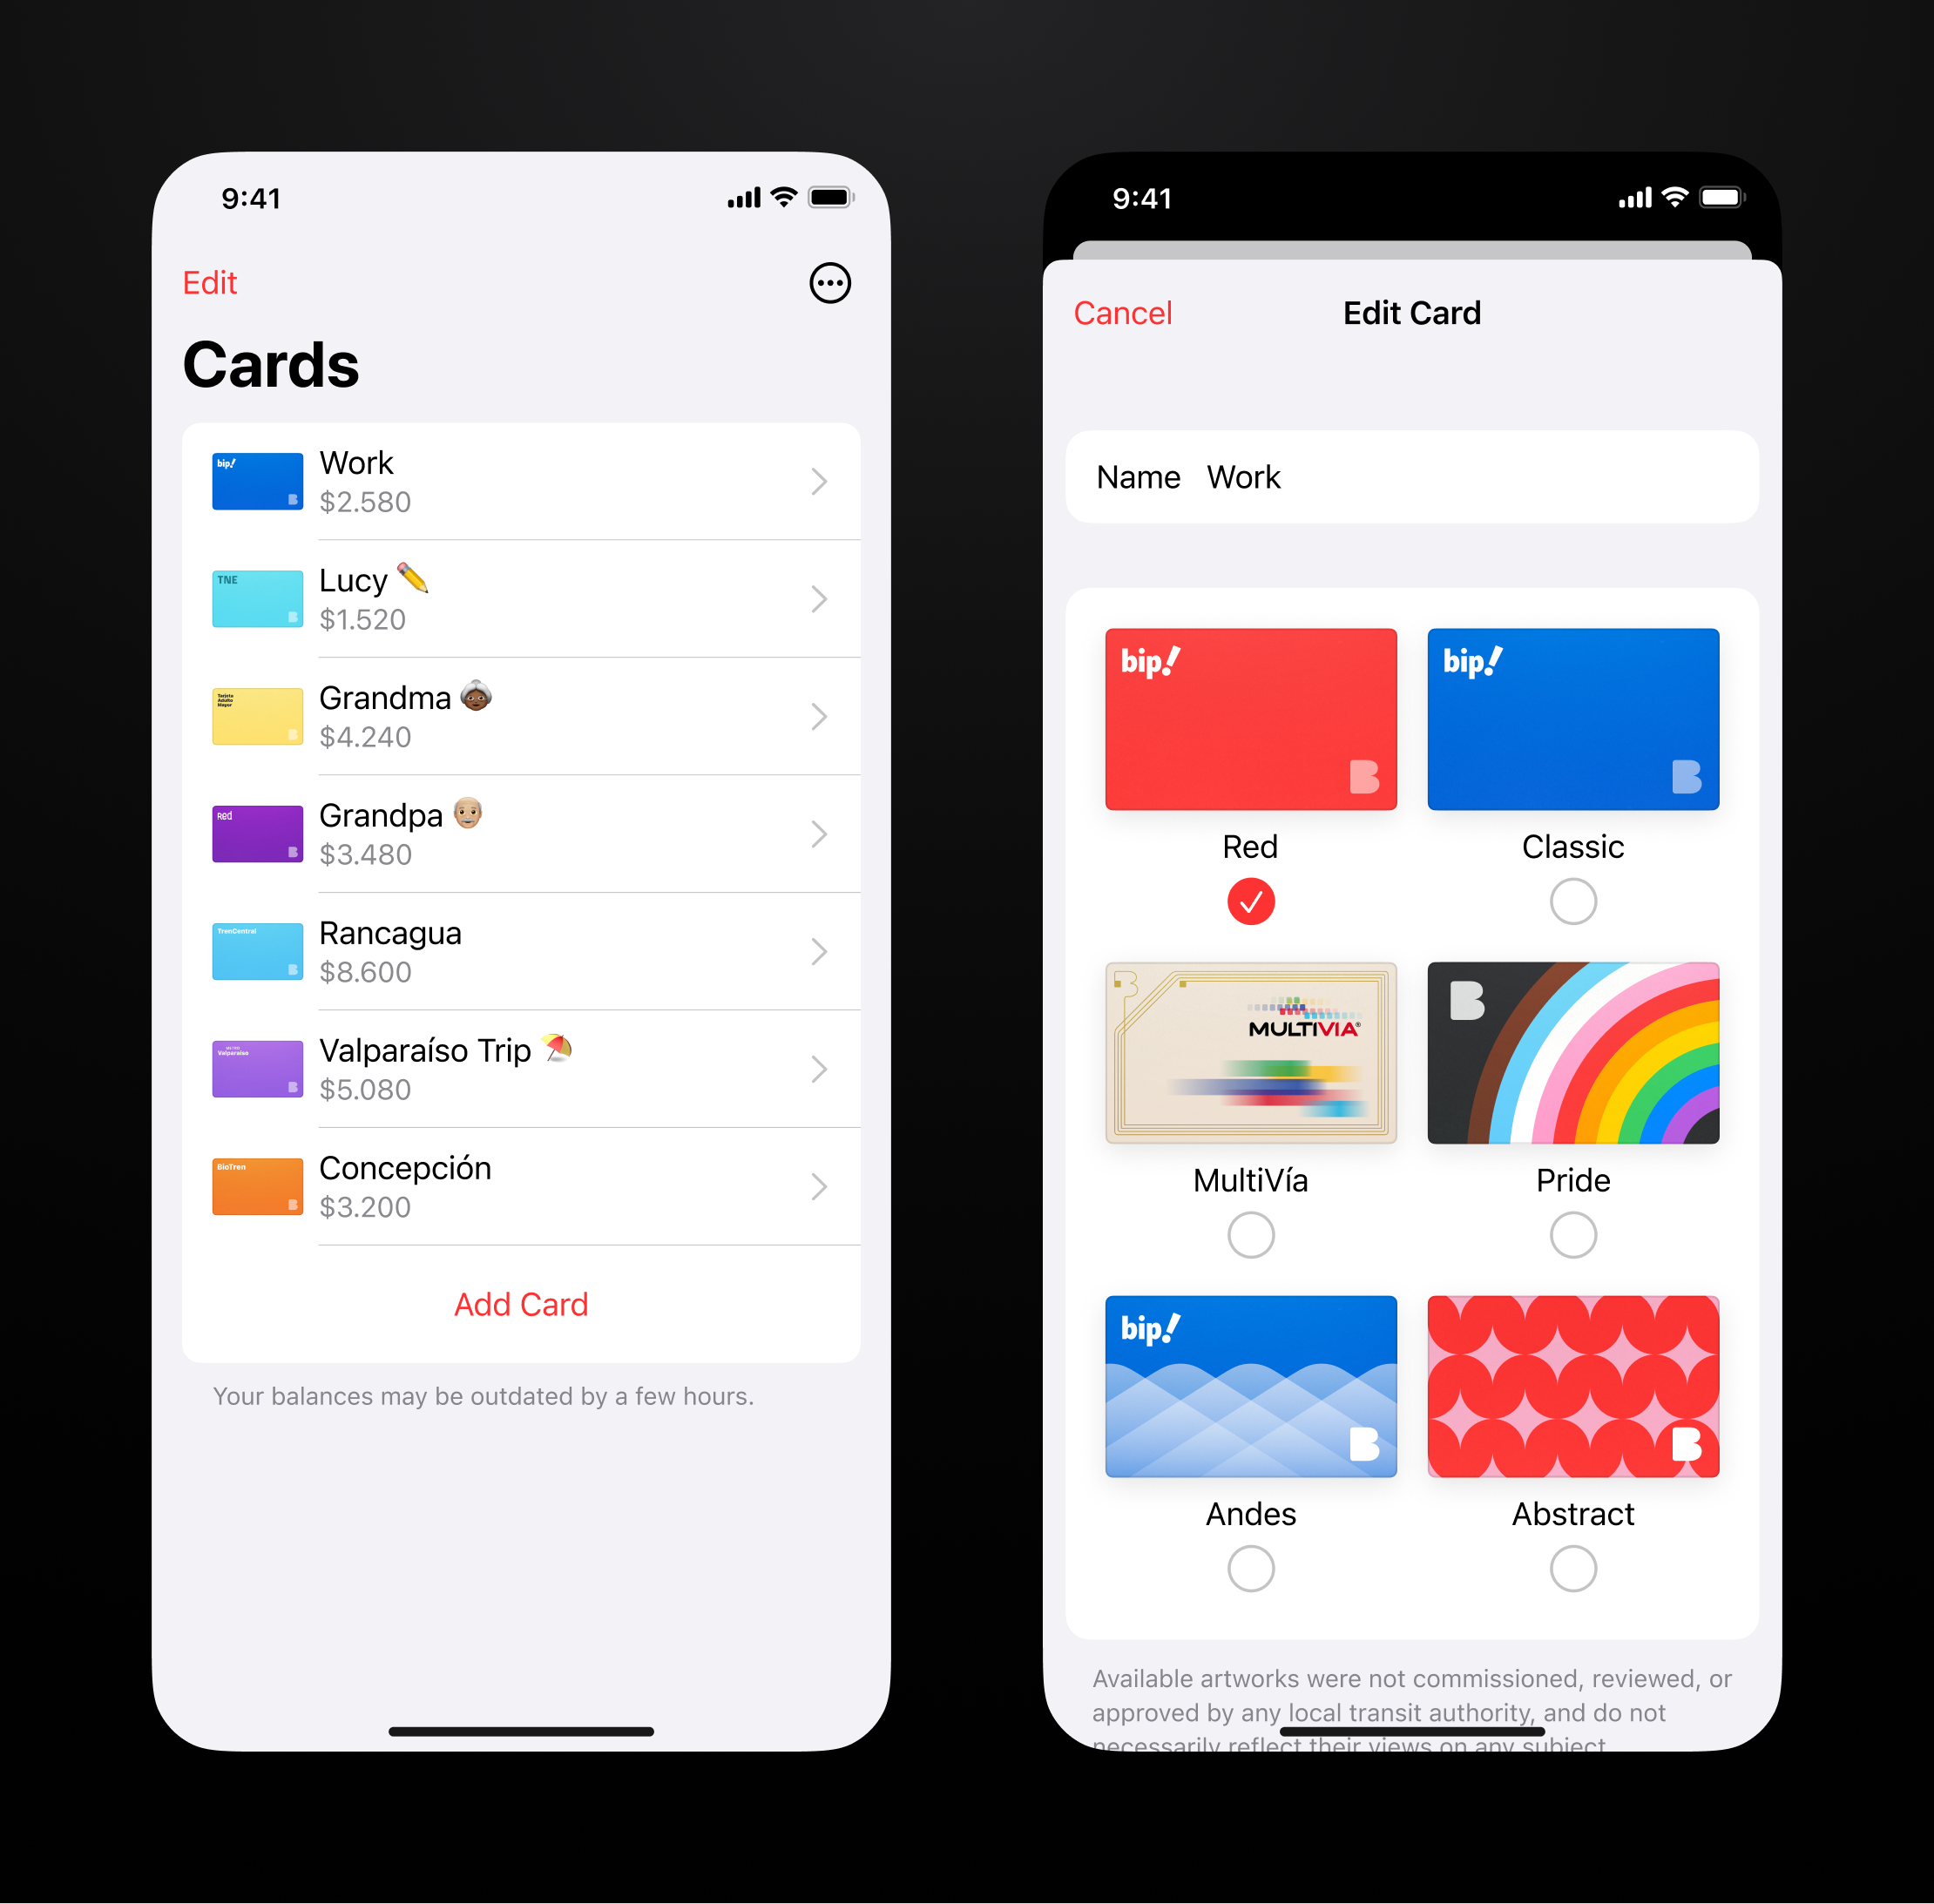 9:41
Edit
Cards
bip!
Work
$2.580
TNE
Lucy
$1.520
Tarjeta
Adulto
Mayor
Grandma
$4.240
Red
Grandpa
$3.480
TrenCentral
Rancagua
$8.600
Valparaíso
Valparaíso Trip
$5.080
BioTren
Concepción
$3.200
Add Card
Your balances may be outdated by a few hours.
9:41
Cancel
Edit Card
Name Work
bip!
bip!
Red
Classic
MULTIVIA
MultiVía
Pride
bip!
Andes
Abstract
Available artworks were not commissioned, reviewed, or
approved by any local transit authority, and do not
necessarily reflect their views on any subject